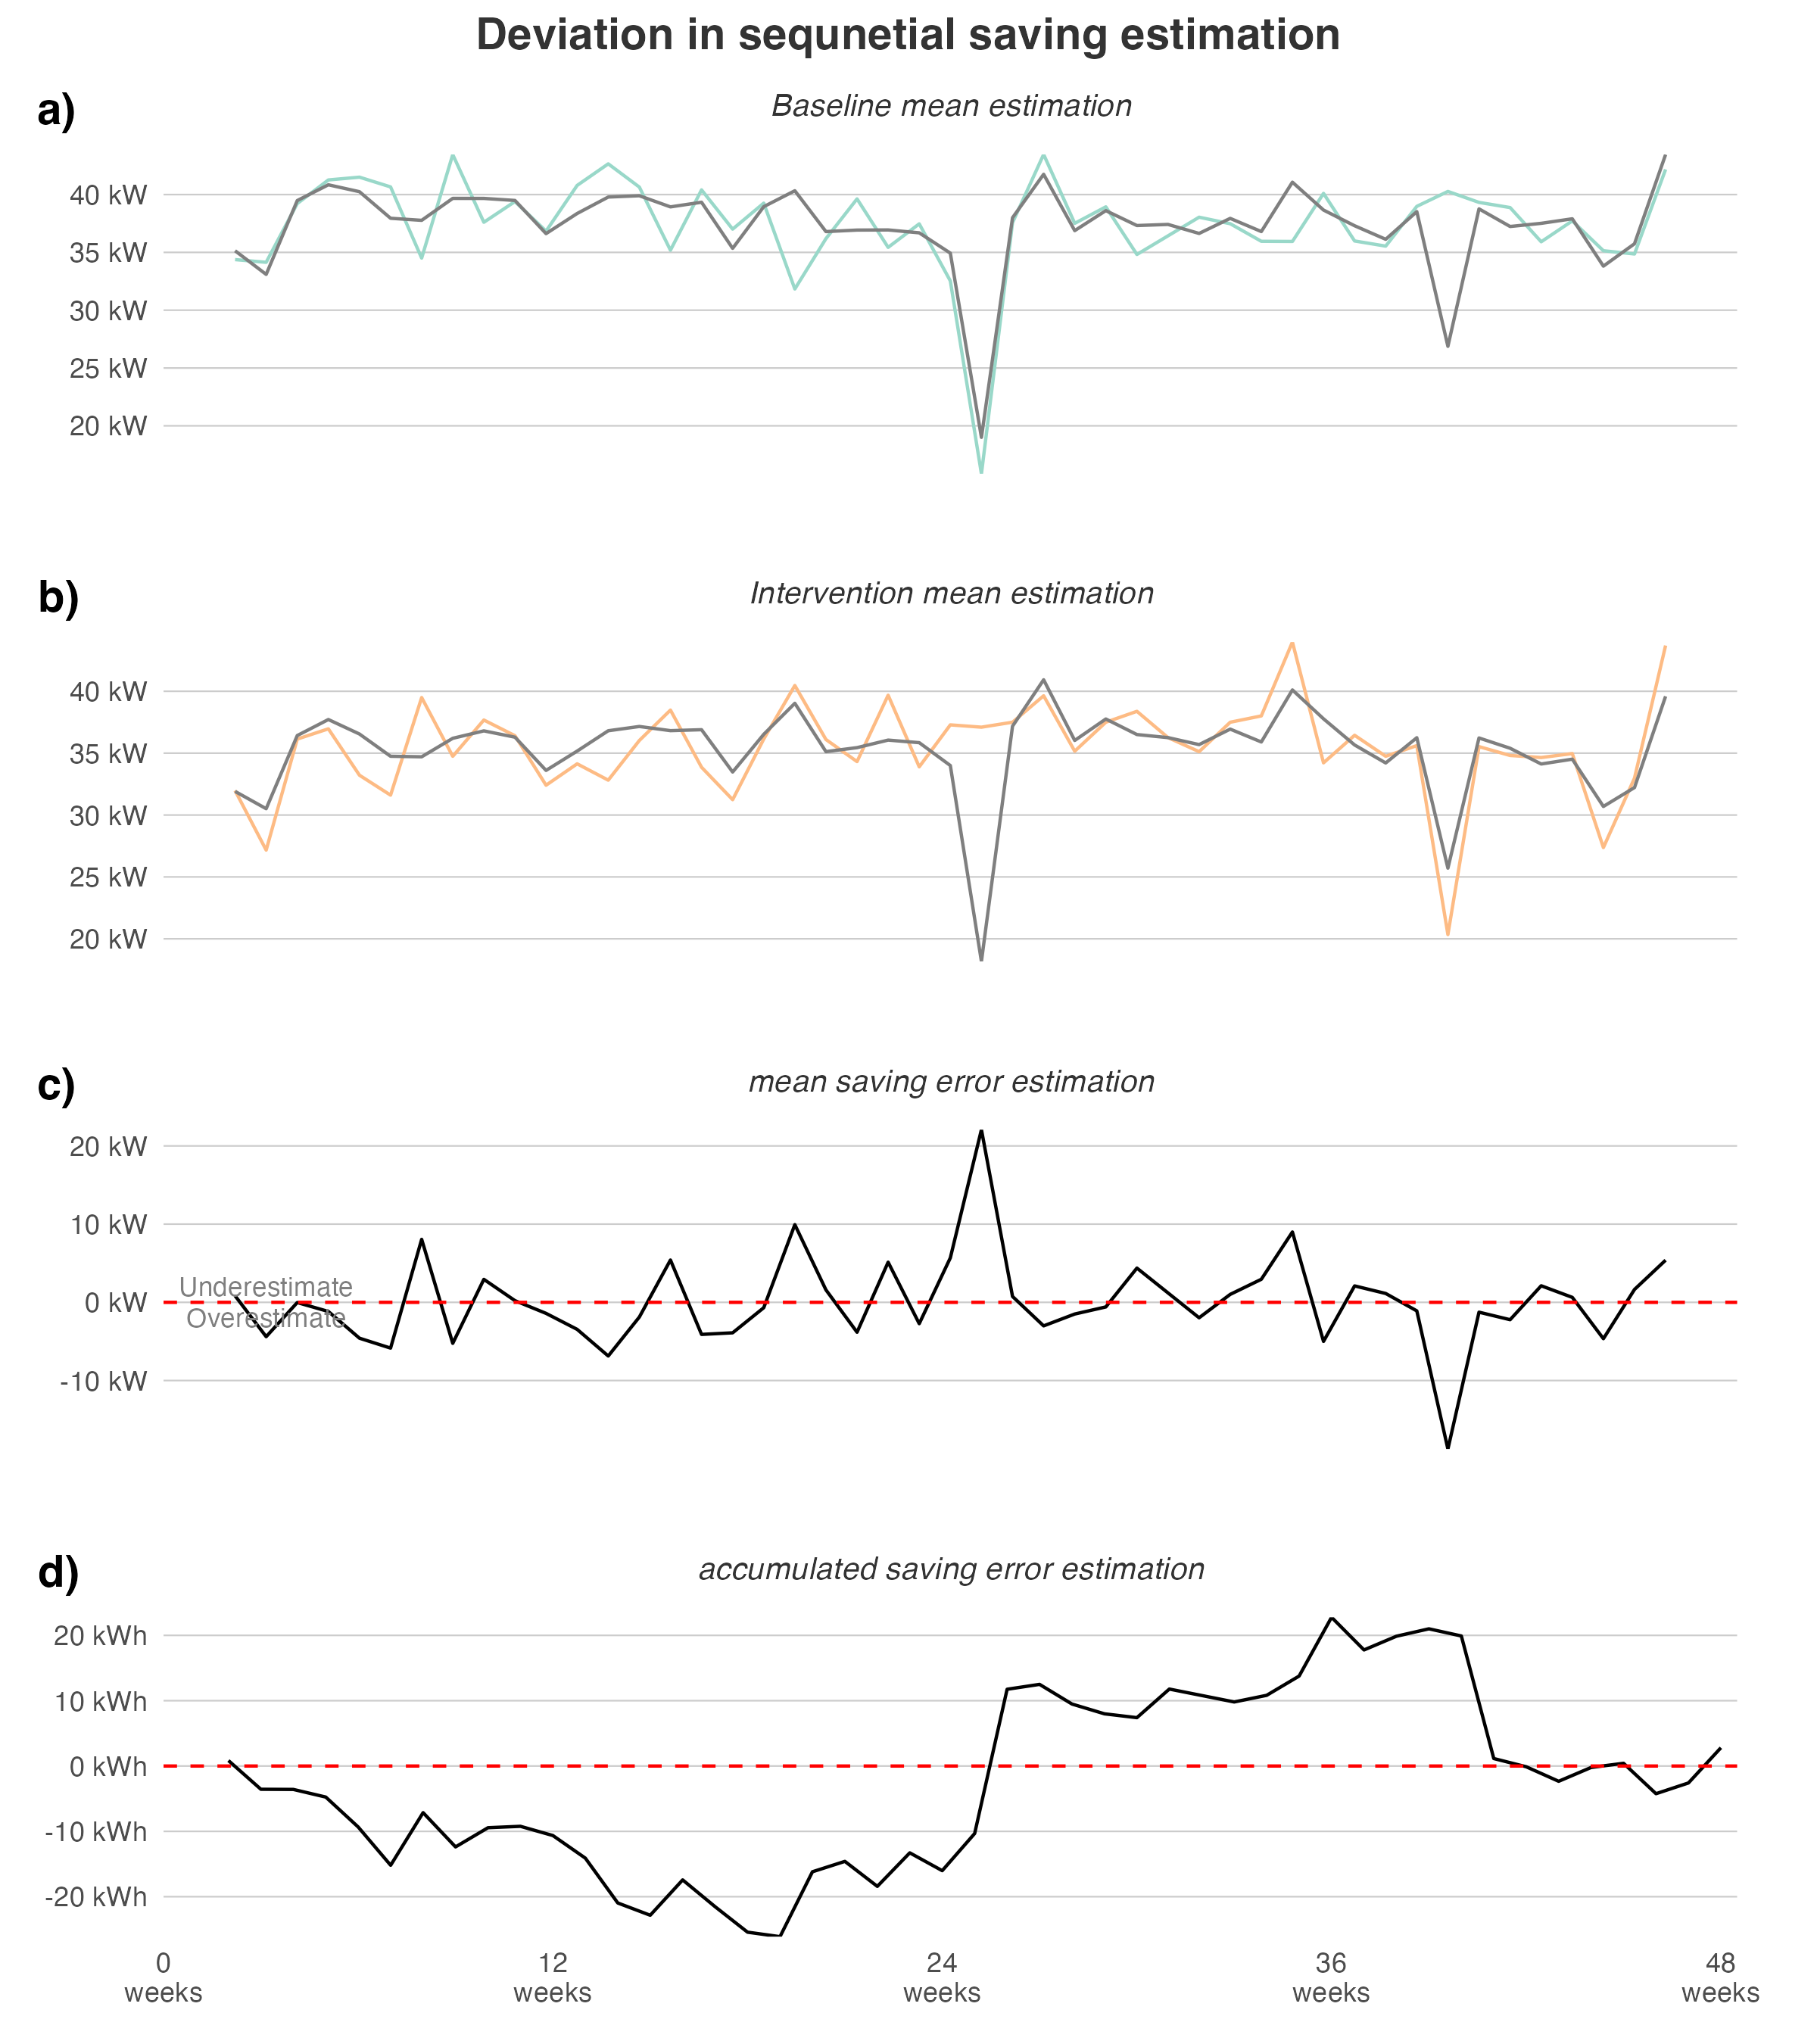 Deviation in sequnetial saving estimation
a)
Baseline mean estimation
40 kW
35 kW
30 kW
25 kW
20 kW
b)
Intervention mean estimation
40 kW
35 kW
30 kW
25 kW
20 kW
c)
mean saving error estimation
20 kW
10 kW
Underestimate
0 kW
Overestimate
-10 kW
d)
accumulated saving error estimation
20 kWh
10 kWh
0 kWh
-10 kWh
-20 kWh
0 12 24 36 48
weeks weeks weeks weeks weeks